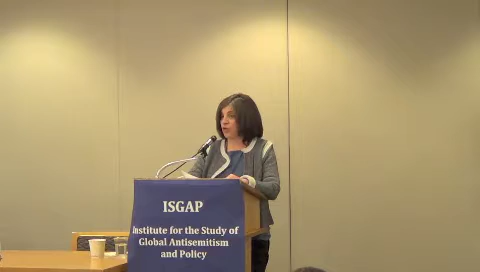 ISGAP
Institute for the Study of
Global Antisemitism
and Policy